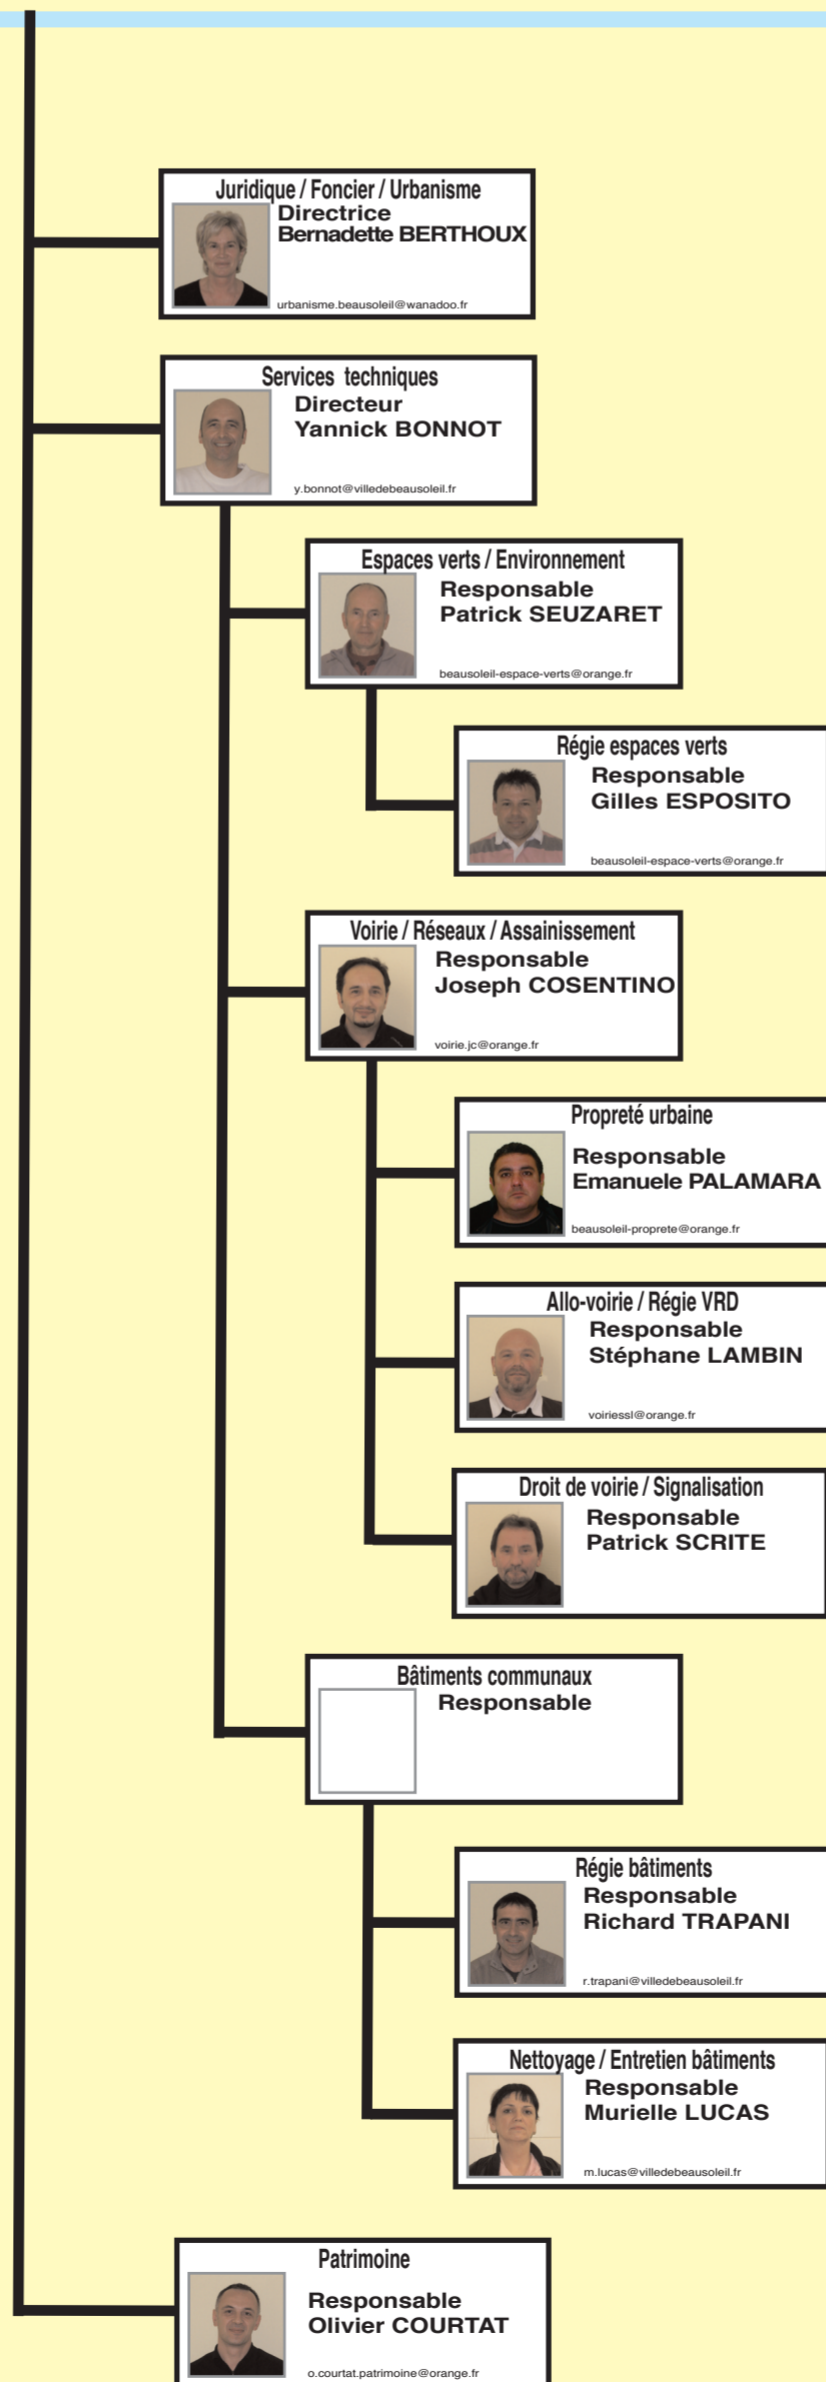 Juridique / Foncier / Urbanisme
Directrice
Bernadette BERTHOUX
urbanisme.beausoleil@wanadoo.fr
Services techniques
Directeur
Yannick BONNOT
y.bonnot@villedebeausoleil.fr
Espaces verts / Environnement
Responsable
Patrick SEUZARET
beausoleil-espace-verts@orange.fr
Régie espaces verts
Responsable
Gilles ESPOSITO
beausoleil-espace-verts@orange.fr
Voirie / Réseaux / Assainissement
Responsable
Joseph COSENTINO
voirie.jc@orange.fr
Propreté urbaine
Responsable
Emanuele PALAMARA
beausoleil-proprete@orange.fr
Allo-voirie / Régie VRD
Responsable
Stéphane LAMBIN
voiriessl@orange.fr
Droit de voirie / Signalisation
Responsable
Patrick SCRITE
Bâtiments communaux
Responsable
Régie bâtiments
Responsable
Richard TRAPANI
r.trapani@villedebeausoleil.fr
Nettoyage / Entretien bâtiments
Responsable
Murielle LUCAS
m.lucas@villedebeausoleil.fr
Patrimoine
Responsable
Olivier COURTAT
o.courtat.patrimoine@orange.fr